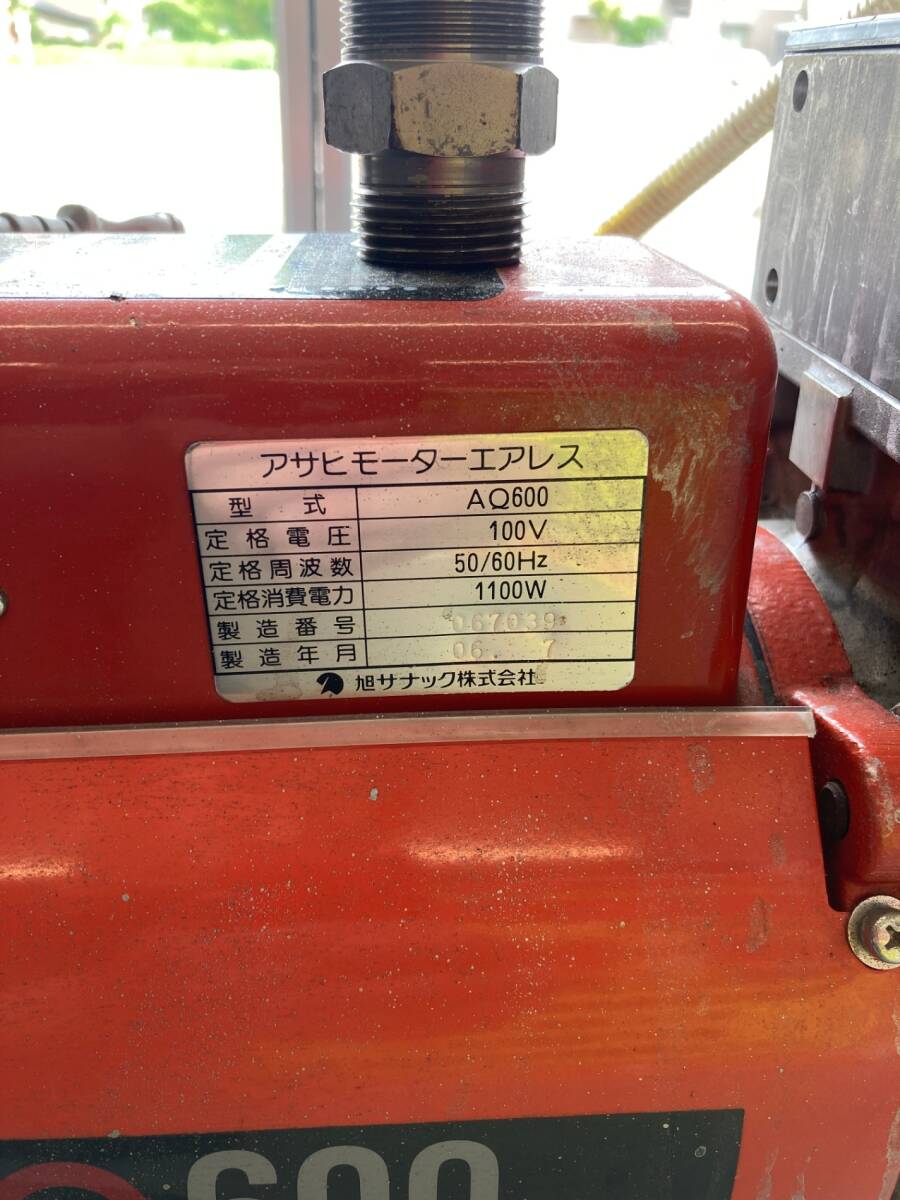 アサヒモーターエアレス
型式 AQ600
定格電圧 100V
定格周波数 50/60Hz
定格消費電力 1100W
製造番号 067039
製造年月 06. 7
旭サナック株式会社
600